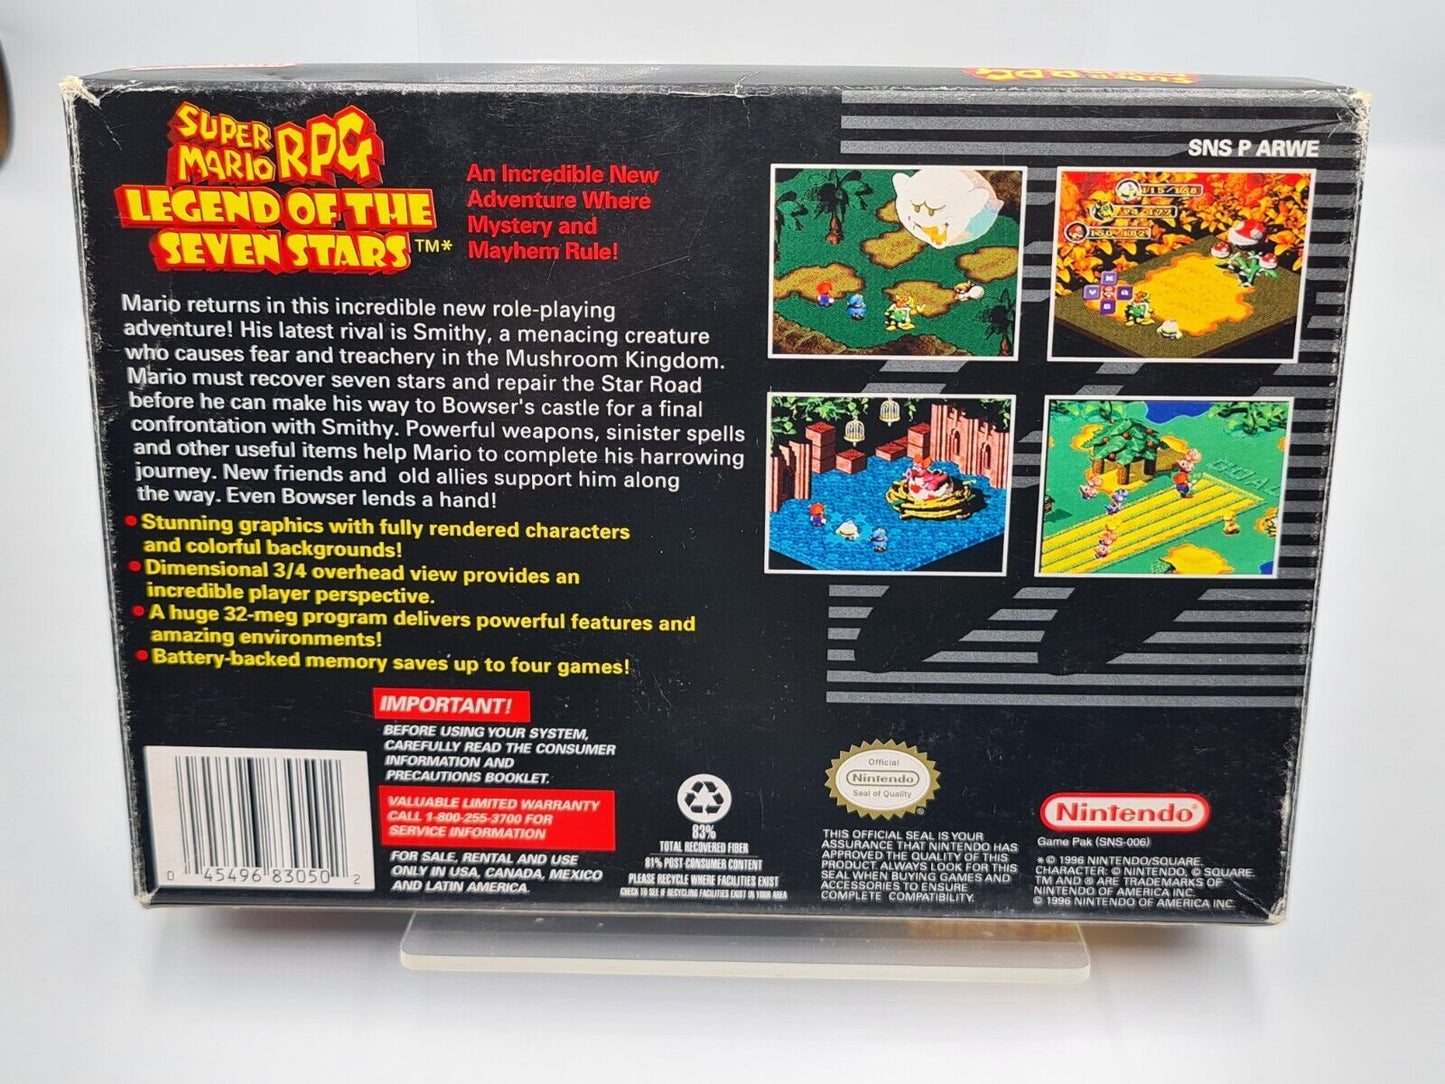 SUPER
MARIO RPG
LEGEND OF THE
SEVEN STARS™*
An Incredible New
Adventure Where
Mystery and
Mayhem Rule!
SNS P ARWE
Mario returns in this incredible new role-playing
adventure! His latest rival is Smithy, a menacing creature
who causes fear and treachery in the Mushroom Kingdom.
Mario must recover seven stars and repair the Star Road
before he can make his way to Bowser's castle for a final
confrontation with Smithy. Powerful weapons, sinister spells
and other useful items help Mario to complete his harrowing
journey. New friends and old allies support him along
the way. Even Bowser lends a hand!
• Stunning graphics with fully rendered characters
and colorful backgrounds!
• Dimensional 3/4 overhead view provides an
incredible player perspective.
• A huge 32-meg program delivers powerful features and
amazing environments!
• Battery-backed memory saves up to four games!
GOAL
IMPORTANT!
BEFORE USING YOUR SYSTEM,
CAREFULLY READ THE CONSUMER
INFORMATION AND
PRECAUTIONS BOOKLET.
VALUABLE LIMITED WARRANTY
CALL 1-800-255-3700 FOR
SERVICE INFORMATION
FOR SALE, RENTAL AND USE
ONLY IN USA, CANADA, MEXICO
AND LATIN AMERICA.
0 45496 83050 2
83%
TOTAL RECOVERED FIBER
81% POST-CONSUMER CONTENT
PLEASE RECYCLE WHERE FACILITIES EXIST
CHECK TO SEE IF RECYCLING FACILITIES EXIST IN YOUR AREA
Official
Nintendo
Seal of Quality
®
THIS OFFICIAL SEAL IS YOUR
ASSURANCE THAT NINTENDO HAS
APPROVED THE QUALITY OF THIS
PRODUCT. ALWAYS LOOK FOR THIS
SEAL WHEN BUYING GAMES AND
ACCESSORIES TO ENSURE
COMPLETE COMPATIBILITY.
Nintendo®
Game Pak (SNS-006)
* © 1996 NINTENDO/SQUARE.
CHARACTER: © NINTENDO, © SQUARE.
TM AND ® ARE TRADEMARKS OF
NINTENDO OF AMERICA INC.
© 1996 NINTENDO OF AMERICA INC.